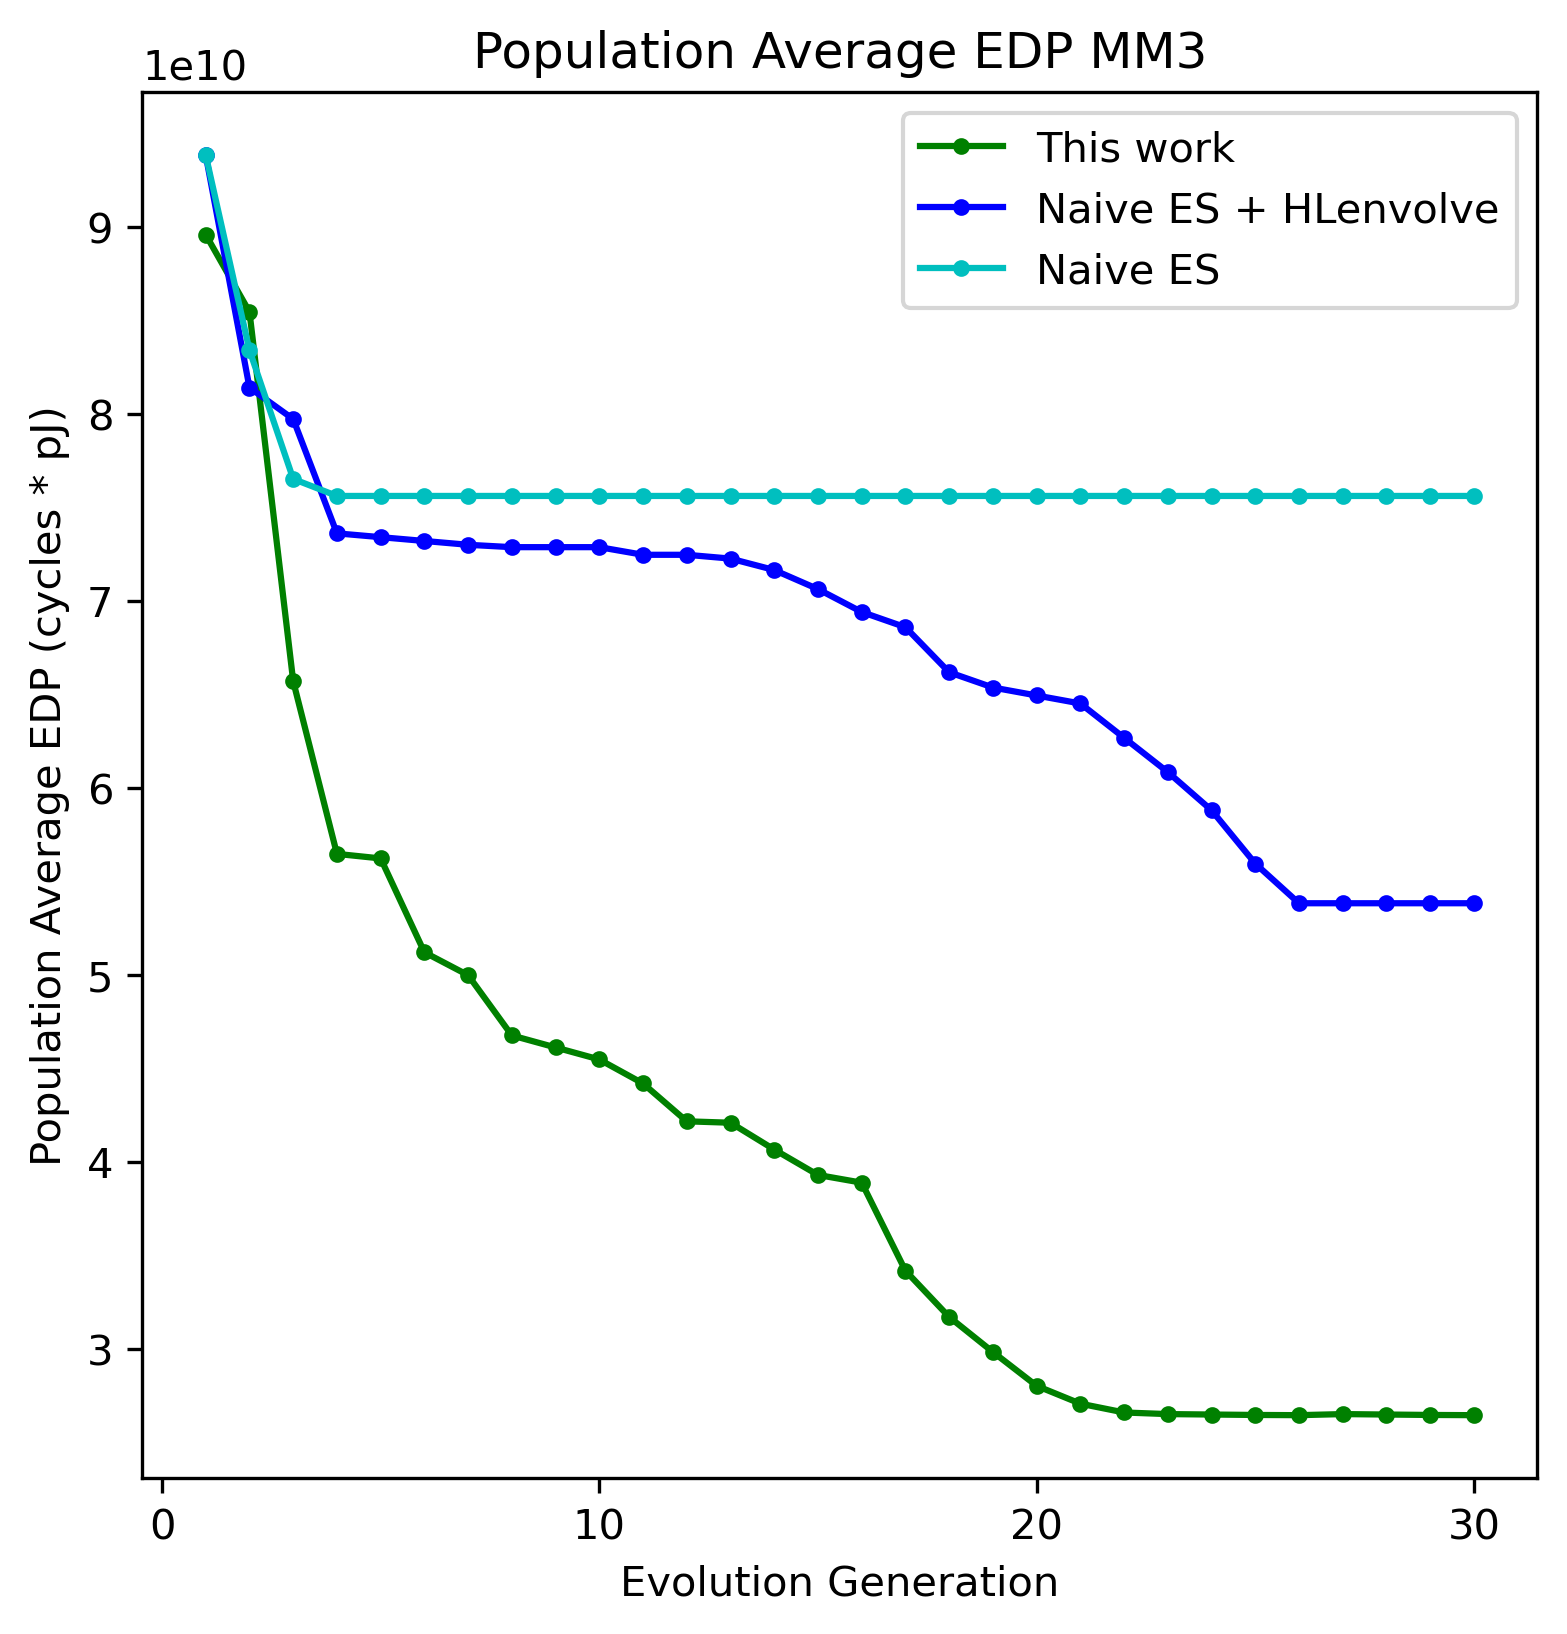 Population Average EDP MM3
1e10
This work
Naive ES + HLenvolve
Naive ES
9
8
7
6
5
4
3
Population Average EDP (cycles * pJ)
0
10
20
30
Evolution Generation